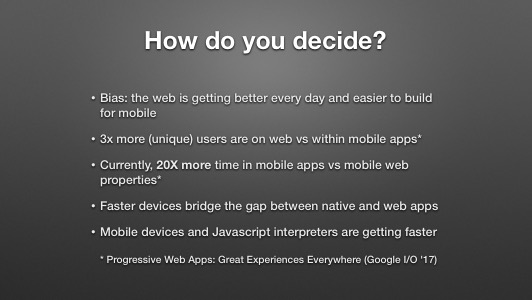 How do you decide?
• Bias: the web is getting better every day and easier to build
for mobile
• 3x more (unique) users are on web vs within mobile apps*
• Currently, 20X more time in mobile apps vs mobile web
properties*
• Faster devices bridge the gap between native and web apps
• Mobile devices and Javascript interpreters are getting faster
* Progressive Web Apps: Great Experiences Everywhere (Google I/O '17)